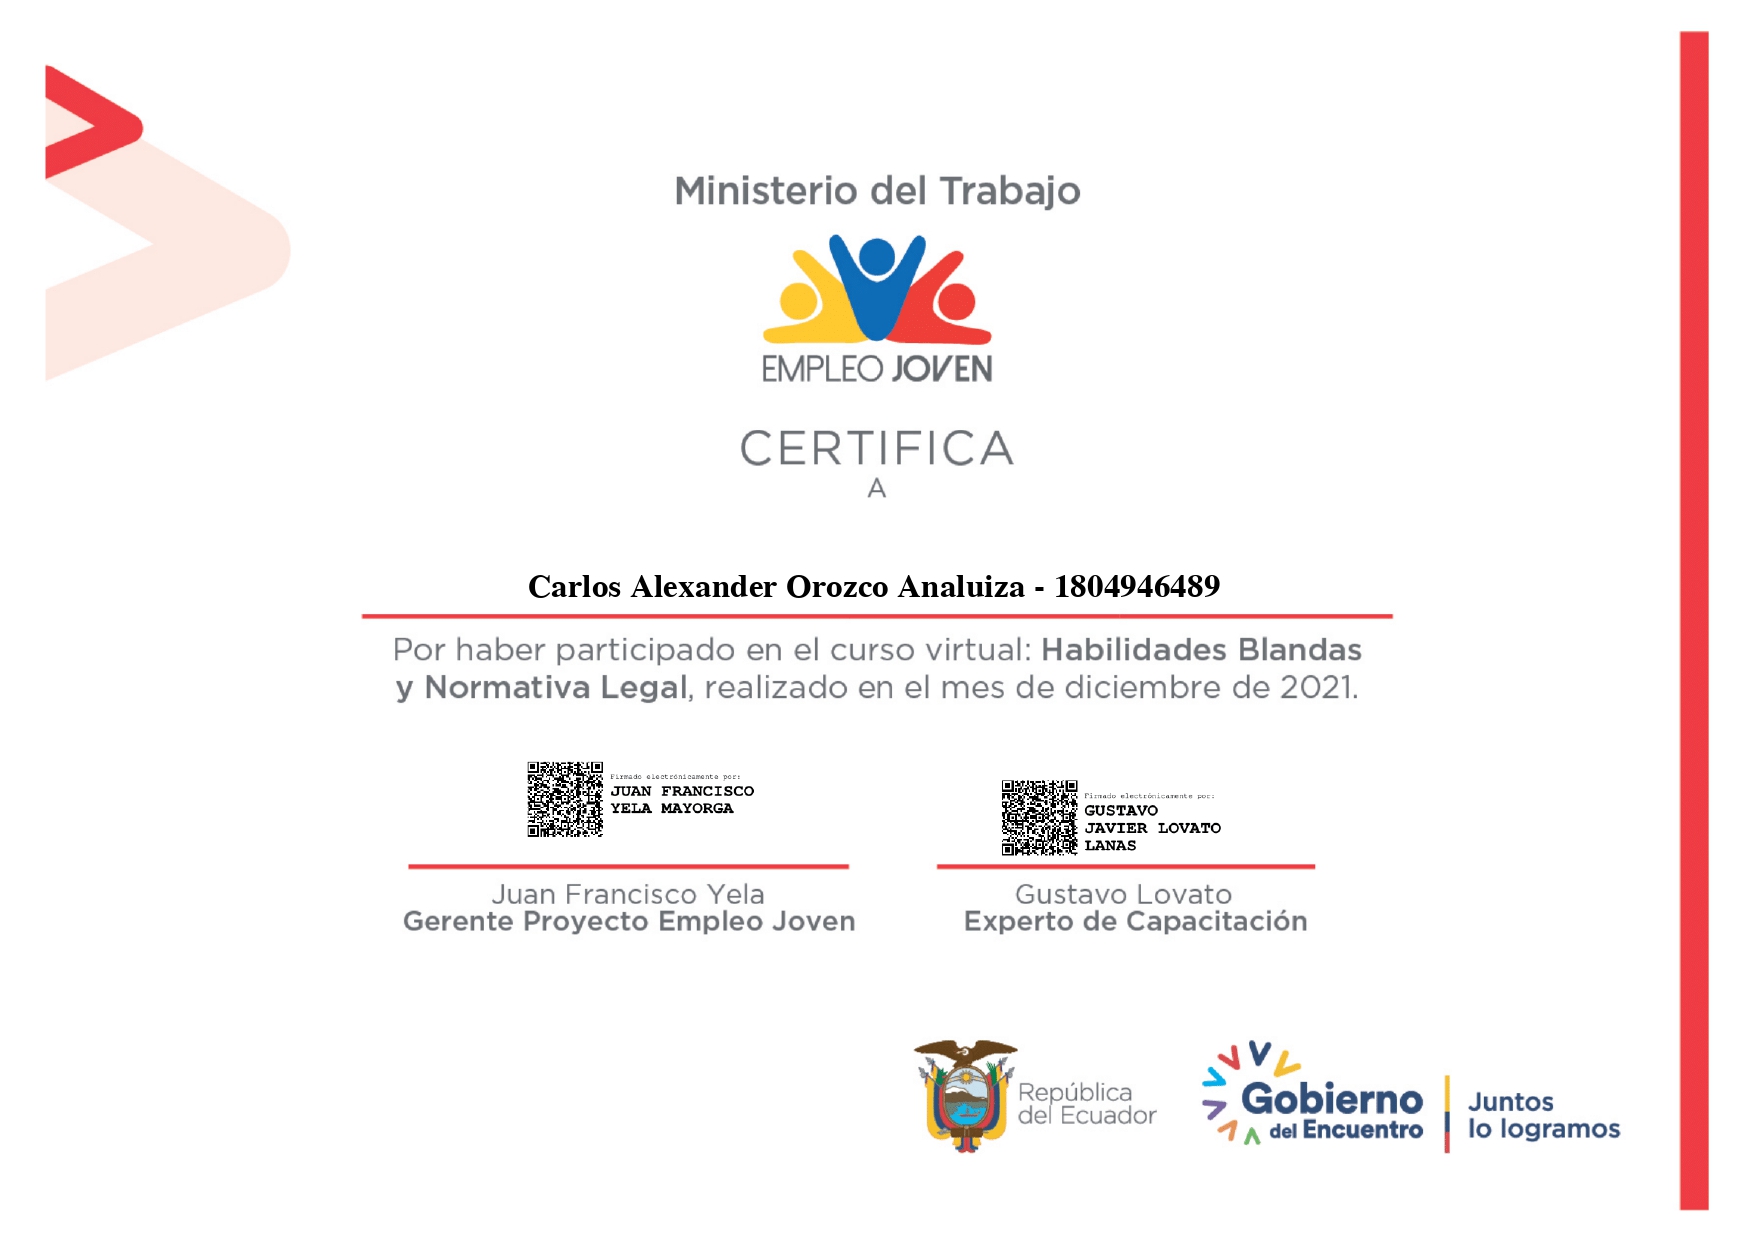 Ministerio del Trabajo
EMPLEO JOVEN
CERTIFICA
A
Carlos Alexander Orozco Analuiza - 1804946489
Por haber participado en el curso virtual: Habilidades Blandas
y Normativa Legal, realizado en el mes de diciembre de 2021.
Firmado electrónicamente por:
JUAN FRANCISCO
YELA MAYORGA
Firmado electrónicamente por:
GUSTAVO
JAVIER LOVATO
LANAS
Juan Francisco Yela
Gerente Proyecto Empleo Joven
Gustavo Lovato
Experto de Capacitación
República
del Ecuador
Gobierno
del Encuentro
Juntos
lo logramos